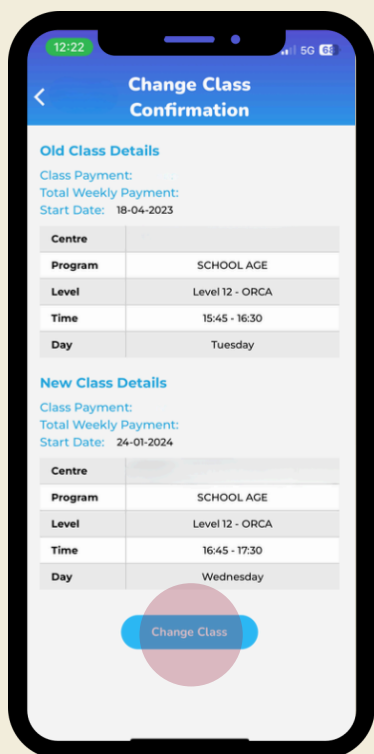 12:22
5G 63
Change Class
Confirmation
Old Class Details
Class Payment:
Total Weekly Payment:
Start Date: 18-04-2023
Centre
Program SCHOOL AGE
Level Level 12 - ORCA
Time 15:45 - 16:30
Day Tuesday
New Class Details
Class Payment:
Total Weekly Payment:
Start Date: 24-01-2024
Centre
Program SCHOOL AGE
Level Level 12 - ORCA
Time 16:45 - 17:30
Day Wednesday
Change Class